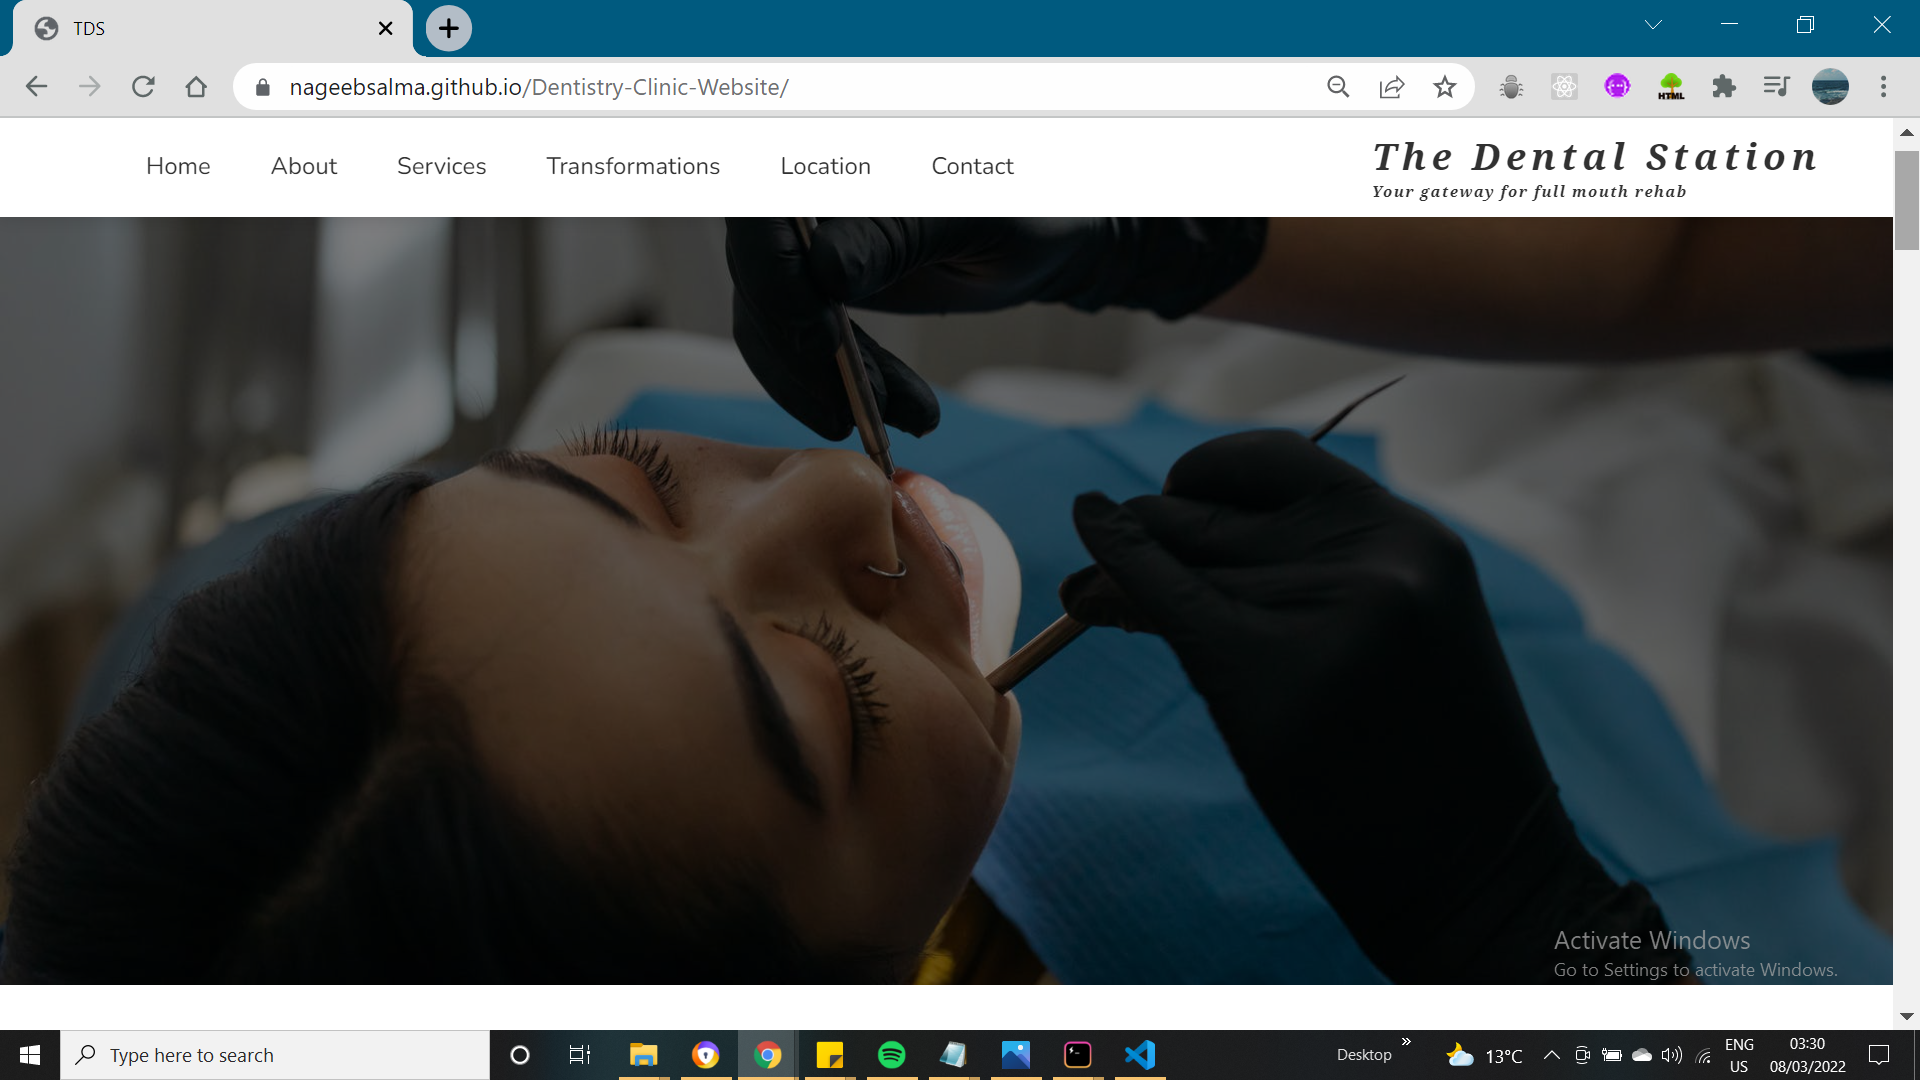 TDS
nageebsalma.github.io/Dentistry-Clinic-Website/
HTML
Home About Services Transformations Location Contact
The Dental Station
Your gateway for full mouth rehab
Activate Windows
Go to Settings to activate Windows.
Type here to search
Desktop
13°C
ENG
US
03:30
08/03/2022